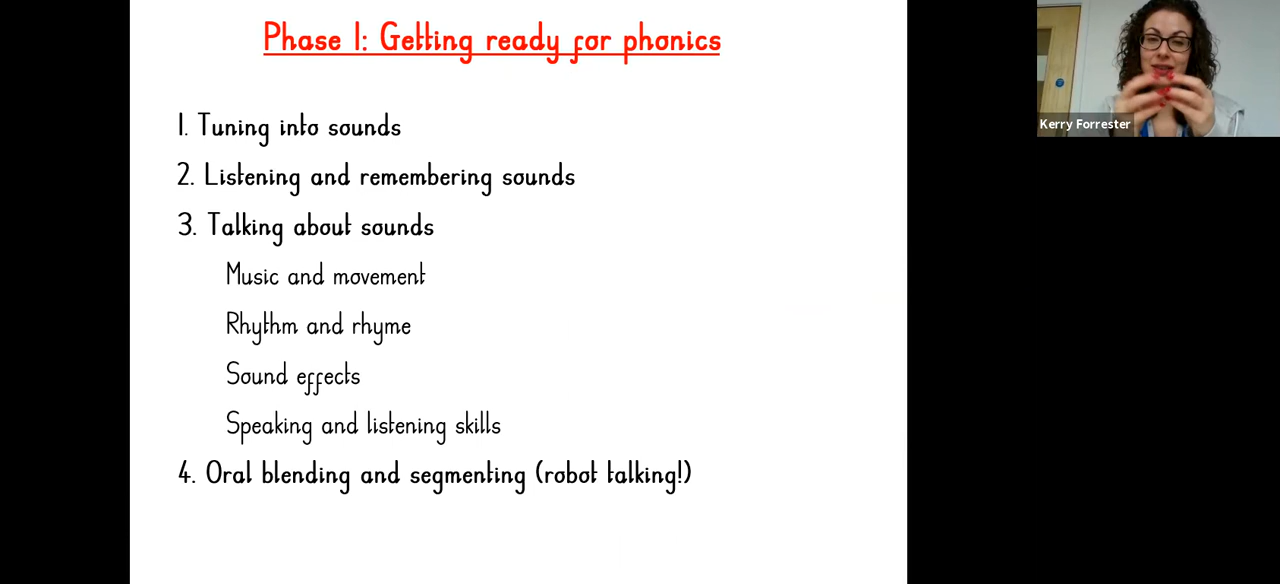 Phase 1: Getting ready for phonics
1. Tuning into sounds
2. Listening and remembering sounds
3. Talking about sounds
Music and movement
Rhythm and rhyme
Sound effects
Speaking and listening skills
4. Oral blending and segmenting (robot talking!)
Kerry Forrester